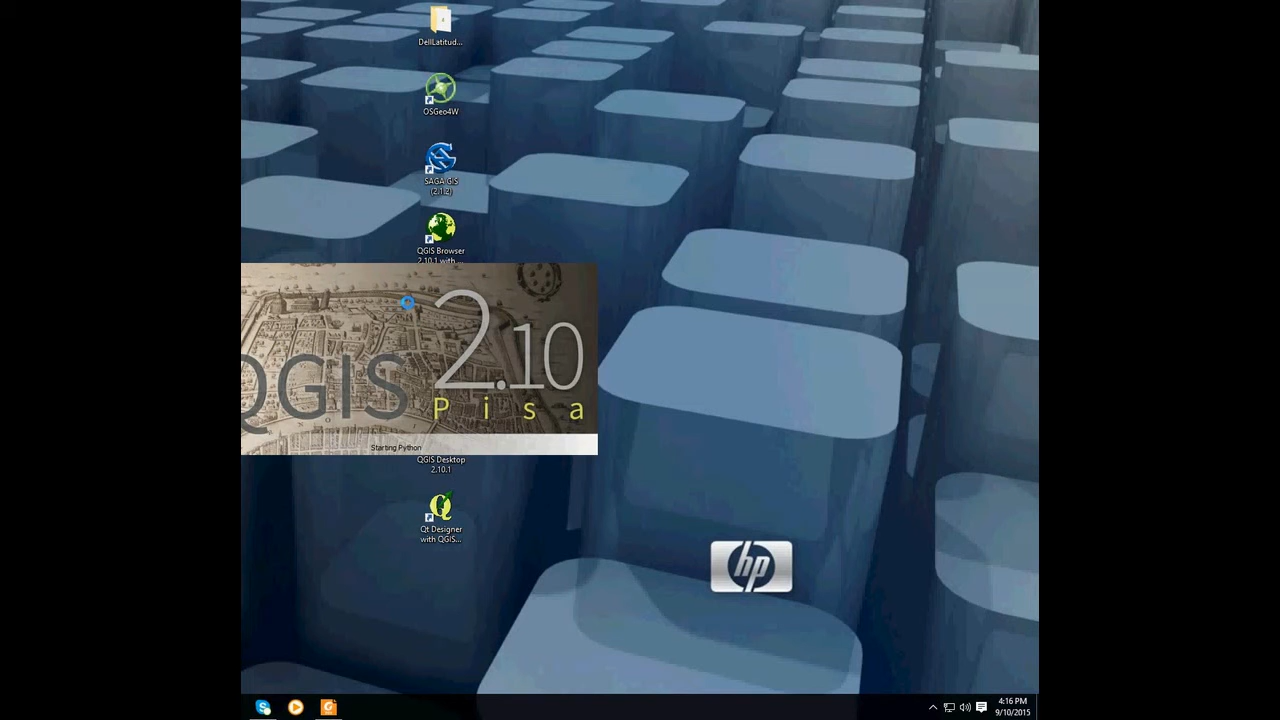 DellLatitud...
OSGeo4W
SAGA GIS
(2.1.2)
QGIS Browser
2.10.1 with ...
QGIS
2.10
Pisa
Starting Python
QGIS Desktop
2.10.1
Qt Designer
with QGIS...
hp
4:16 PM
9/10/2015